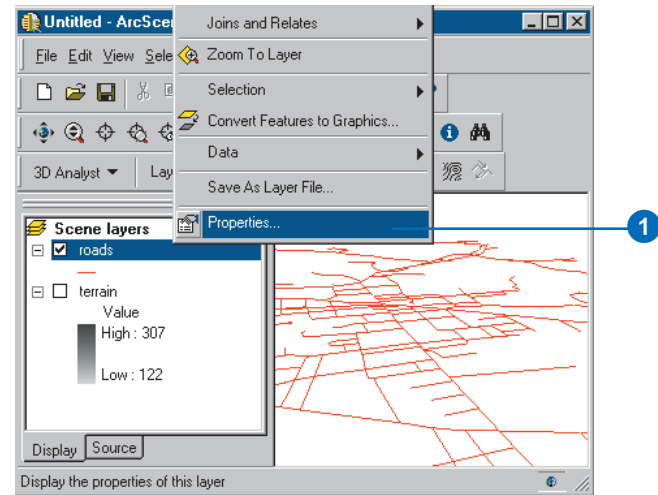 Untitled - ArcScen
Joins and Relates
File Edit View Sele
Zoom To Layer
Selection
Convert Features to Graphics...
Data
3D Analyst Lay
Save As Layer File...
Properties...
1
Scene layers
roads
terrain
Value
High : 307
Low : 122
Display Source
Display the properties of this layer